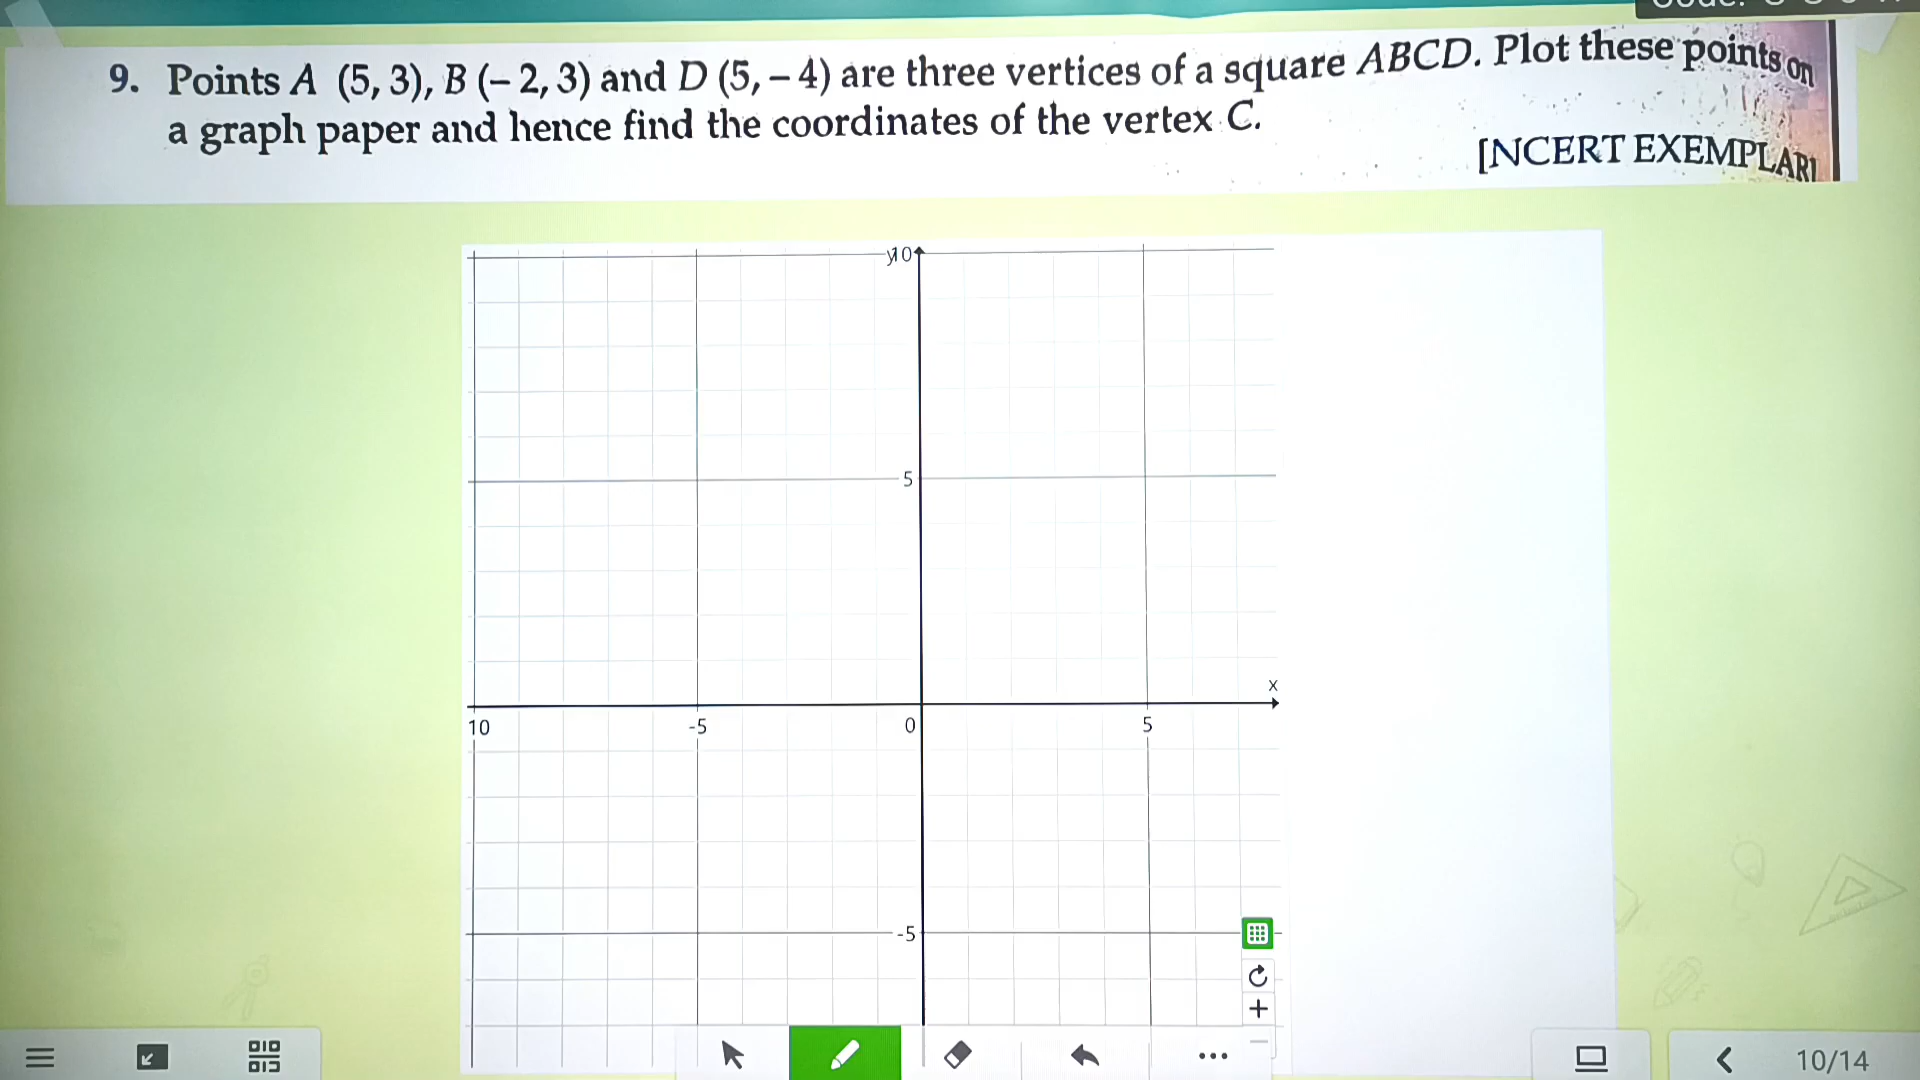 9. Points A (5, 3), B (– 2, 3) and D (5, – 4) are three vertices of a square ABCD. Plot these points on
a graph paper and hence find the coordinates of the vertex C.
[NCERT EXEMPLAR]
y10
5
x
10 -5 0 5
-5
10/14